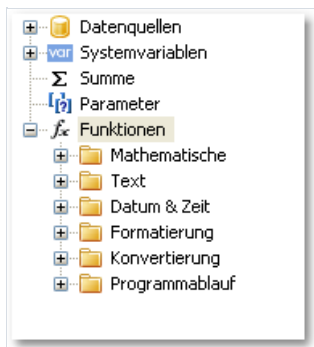 Datenquellen
var Systemvariablen
Σ Summe
[?] Parameter
fx Funktionen
Mathematische
Text
Datum & Zeit
Formatierung
Konvertierung
Programmablauf